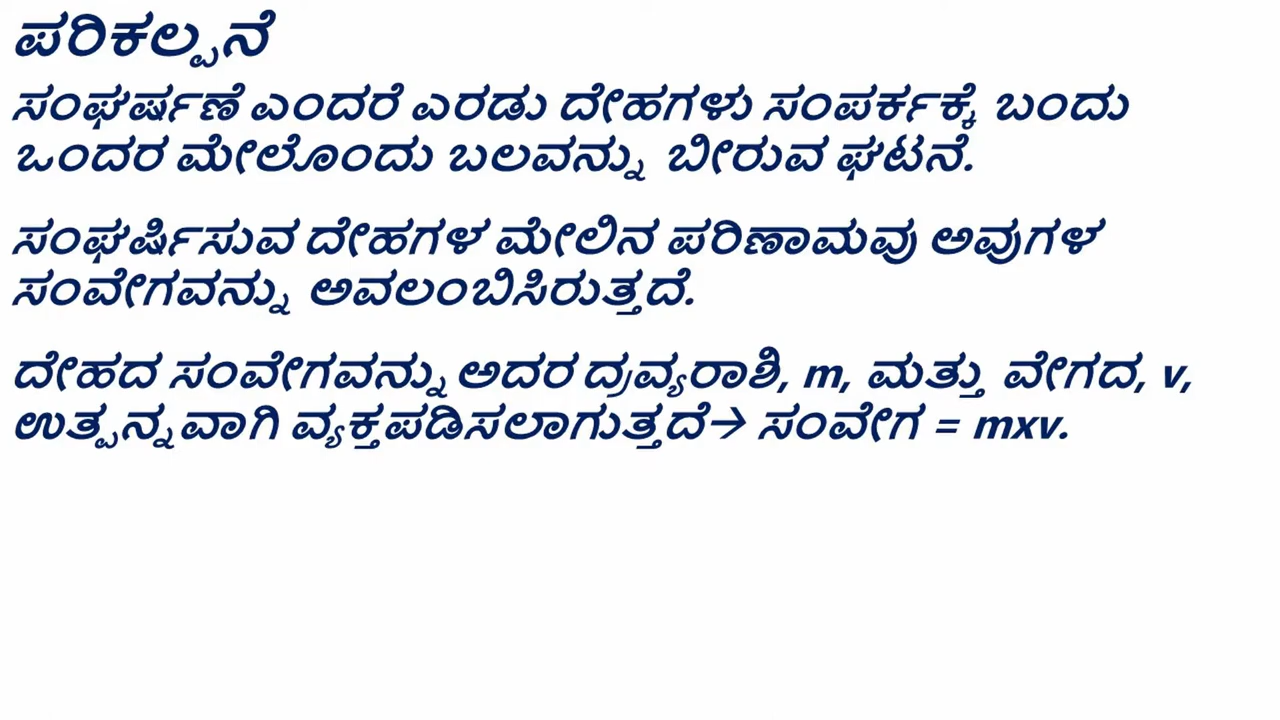 ಪರಿಕಲ್ಪನೆ
ಸಂಘರ್ಷಣೆ ಎಂದರೆ ಎರಡು ದೇಹಗಳು ಸಂಪರ್ಕಕ್ಕೆ ಬಂದು
ಒಂದರ ಮೇಲೊಂದು ಬಲವನ್ನು ಬೀರುವ ಘಟನೆ.
ಸಂಘರ್ಷಿಸುವ ದೇಹಗಳ ಮೇಲಿನ ಪರಿಣಾಮವು ಅವುಗಳ
ಸಂವೇಗವನ್ನು ಅವಲಂಬಿಸಿರುತ್ತದೆ.
ದೇಹದ ಸಂವೇಗವನ್ನು ಅದರ ದ್ರವ್ಯರಾಶಿ, m, ಮತ್ತು ವೇಗದ, v,
ಉತ್ಪನ್ನವಾಗಿ ವ್ಯಕ್ತಪಡಿಸಲಾಗುತ್ತದೆ→ ಸಂವೇಗ = mxv.